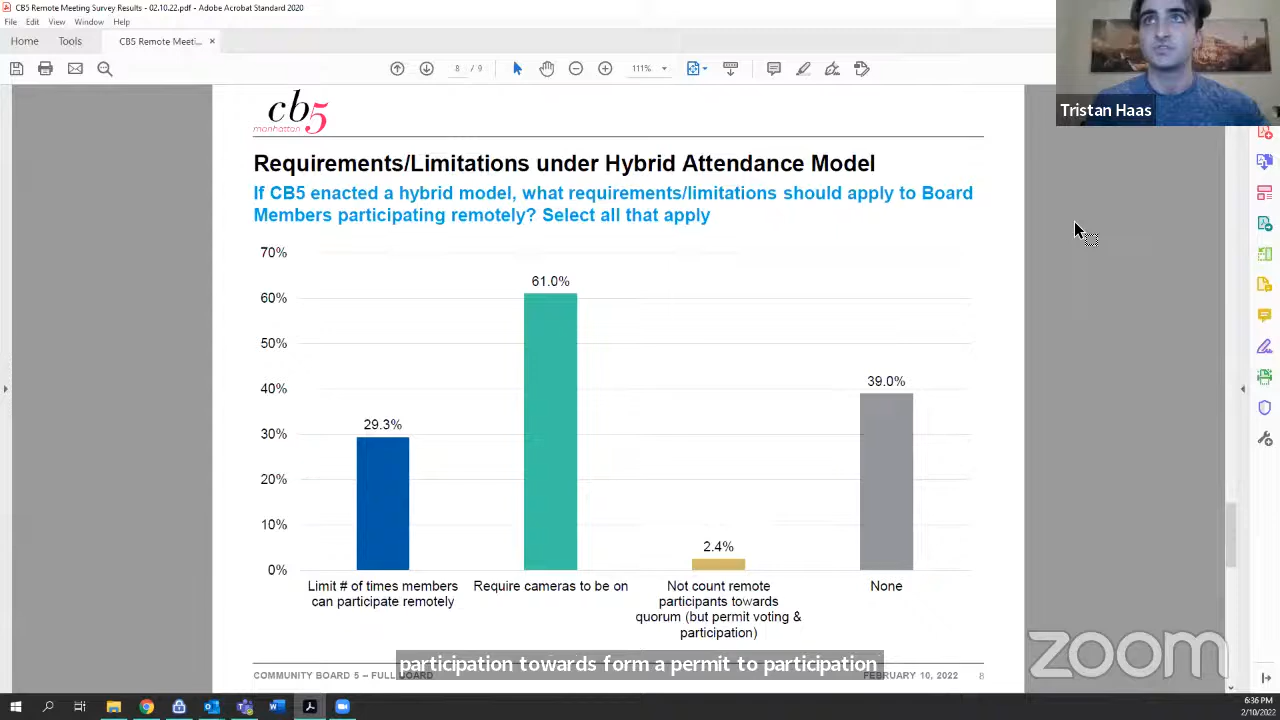 CB5 Remote Meeting Survey Results - 02.10.22.pdf - Adobe Acrobat Standard 2020
File Edit View Window Help
Home Tools CB5 Remote Meeti... ×
8 / 9 111%
Tristan Haas
cb5
manhattan
Requirements/Limitations under Hybrid Attendance Model
If CB5 enacted a hybrid model, what requirements/limitations should apply to Board
Members participating remotely? Select all that apply
70%
60%
50%
40%
30%
20%
10%
0%
29.3%
61.0%
2.4%
39.0%
Limit # of times members
can participate remotely
Require cameras to be on
Not count remote
participants towards
quorum (but permit voting &
participation)
None
participation towards form a permit to participation
COMMUNITY BOARD 5 – FULL BOARD FEBRUARY 10, 2022 8
zoom
6:36 PM
2/10/2022